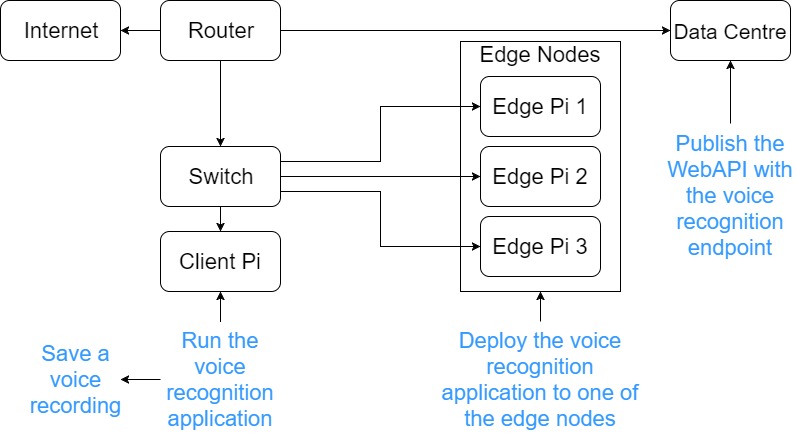 Internet
Router
Data Centre
Edge Nodes
Edge Pi 1
Edge Pi 2
Edge Pi 3
Switch
Client Pi
Publish the
WebAPI with
the voice
recognition
endpoint
Save a
voice
recording
Run the
voice
recognition
application
Deploy the voice
recognition
application to one of
the edge nodes